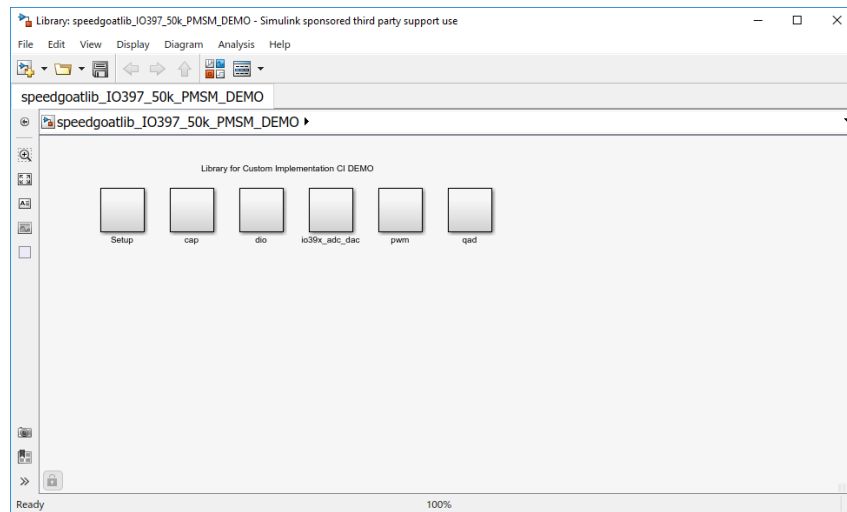 Library: speedgoatlib_IO397_50k_PMSM_DEMO - Simulink sponsored third party support use
File Edit View Display Diagram Analysis Help
speedgoatlib_IO397_50k_PMSM_DEMO
speedgoatlib_IO397_50k_PMSM_DEMO
Library for Custom Implementation CI DEMO
Setup cap dio io39x_adc_dac pwm qad
Ready 100%